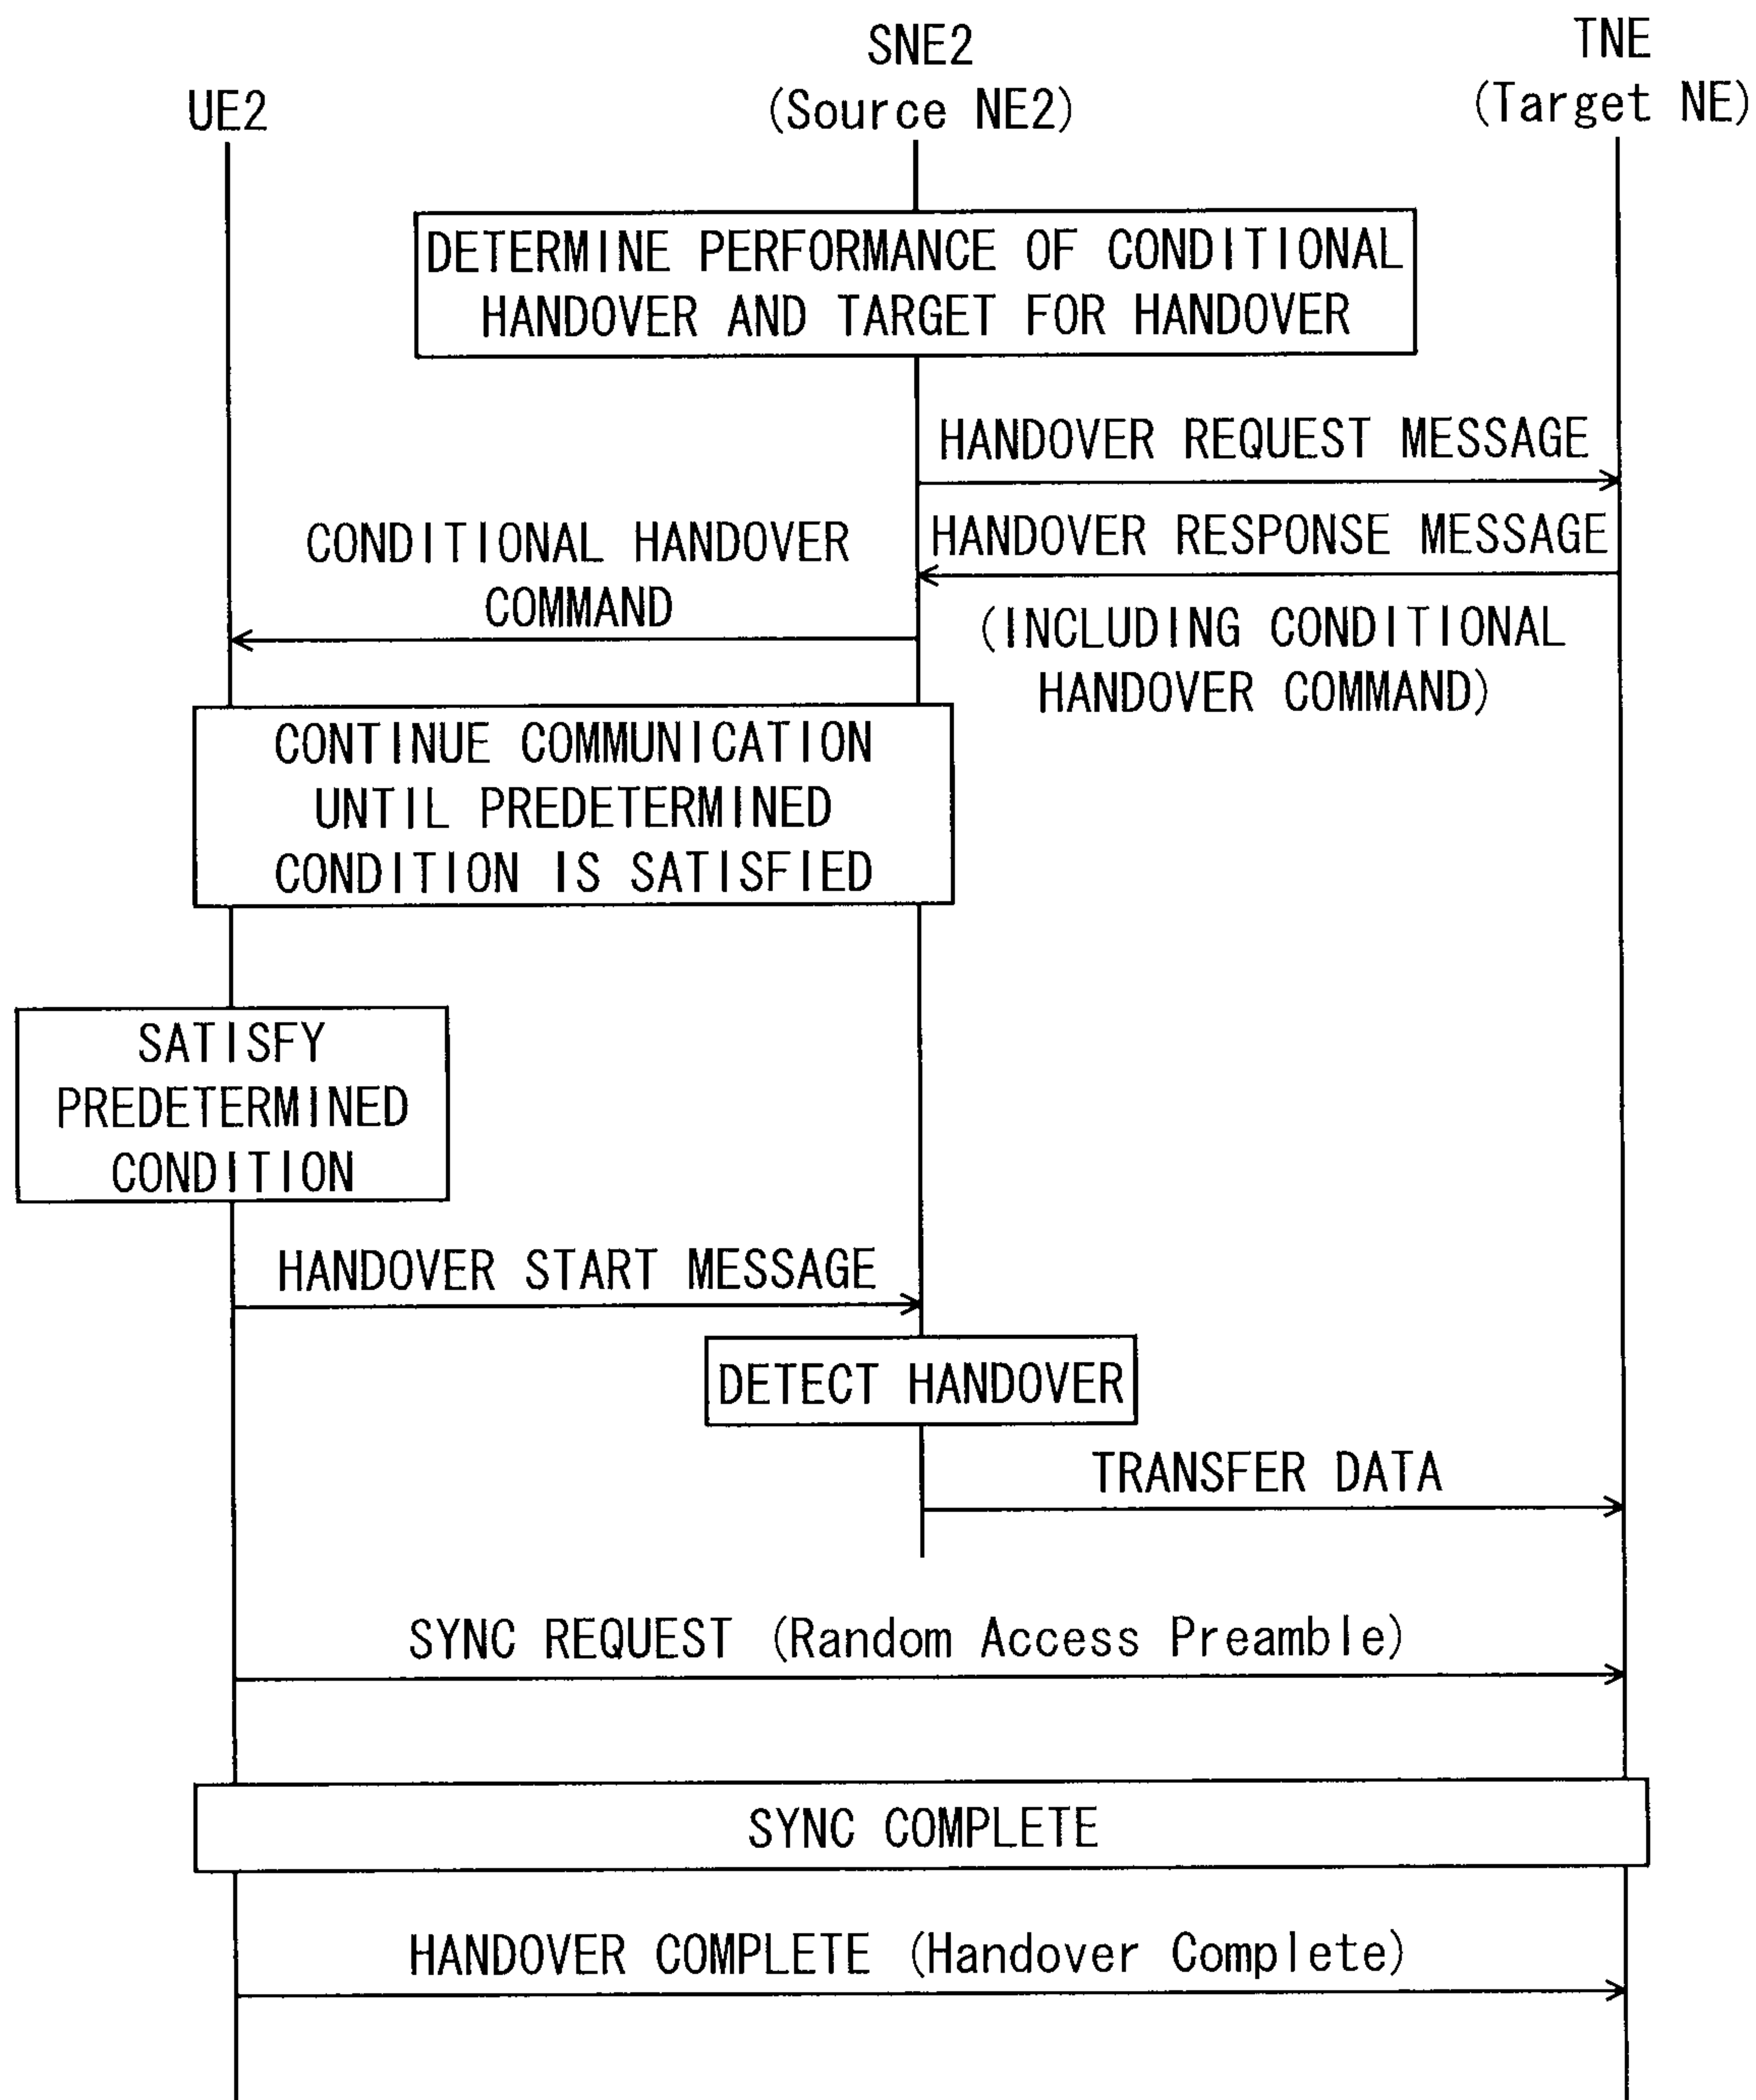 UE2
SNE2
(Source NE2)
TNE
(Target NE)
DETERMINE PERFORMANCE OF CONDITIONAL
HANDOVER AND TARGET FOR HANDOVER
HANDOVER REQUEST MESSAGE
HANDOVER RESPONSE MESSAGE
(INCLUDING CONDITIONAL
HANDOVER COMMAND)
CONDITIONAL HANDOVER
COMMAND
CONTINUE COMMUNICATION
UNTIL PREDETERMINED
CONDITION IS SATISFIED
SATISFY
PREDETERMINED
CONDITION
HANDOVER START MESSAGE
DETECT HANDOVER
TRANSFER DATA
SYNC REQUEST (Random Access Preamble)
SYNC COMPLETE
HANDOVER COMPLETE (Handover Complete)